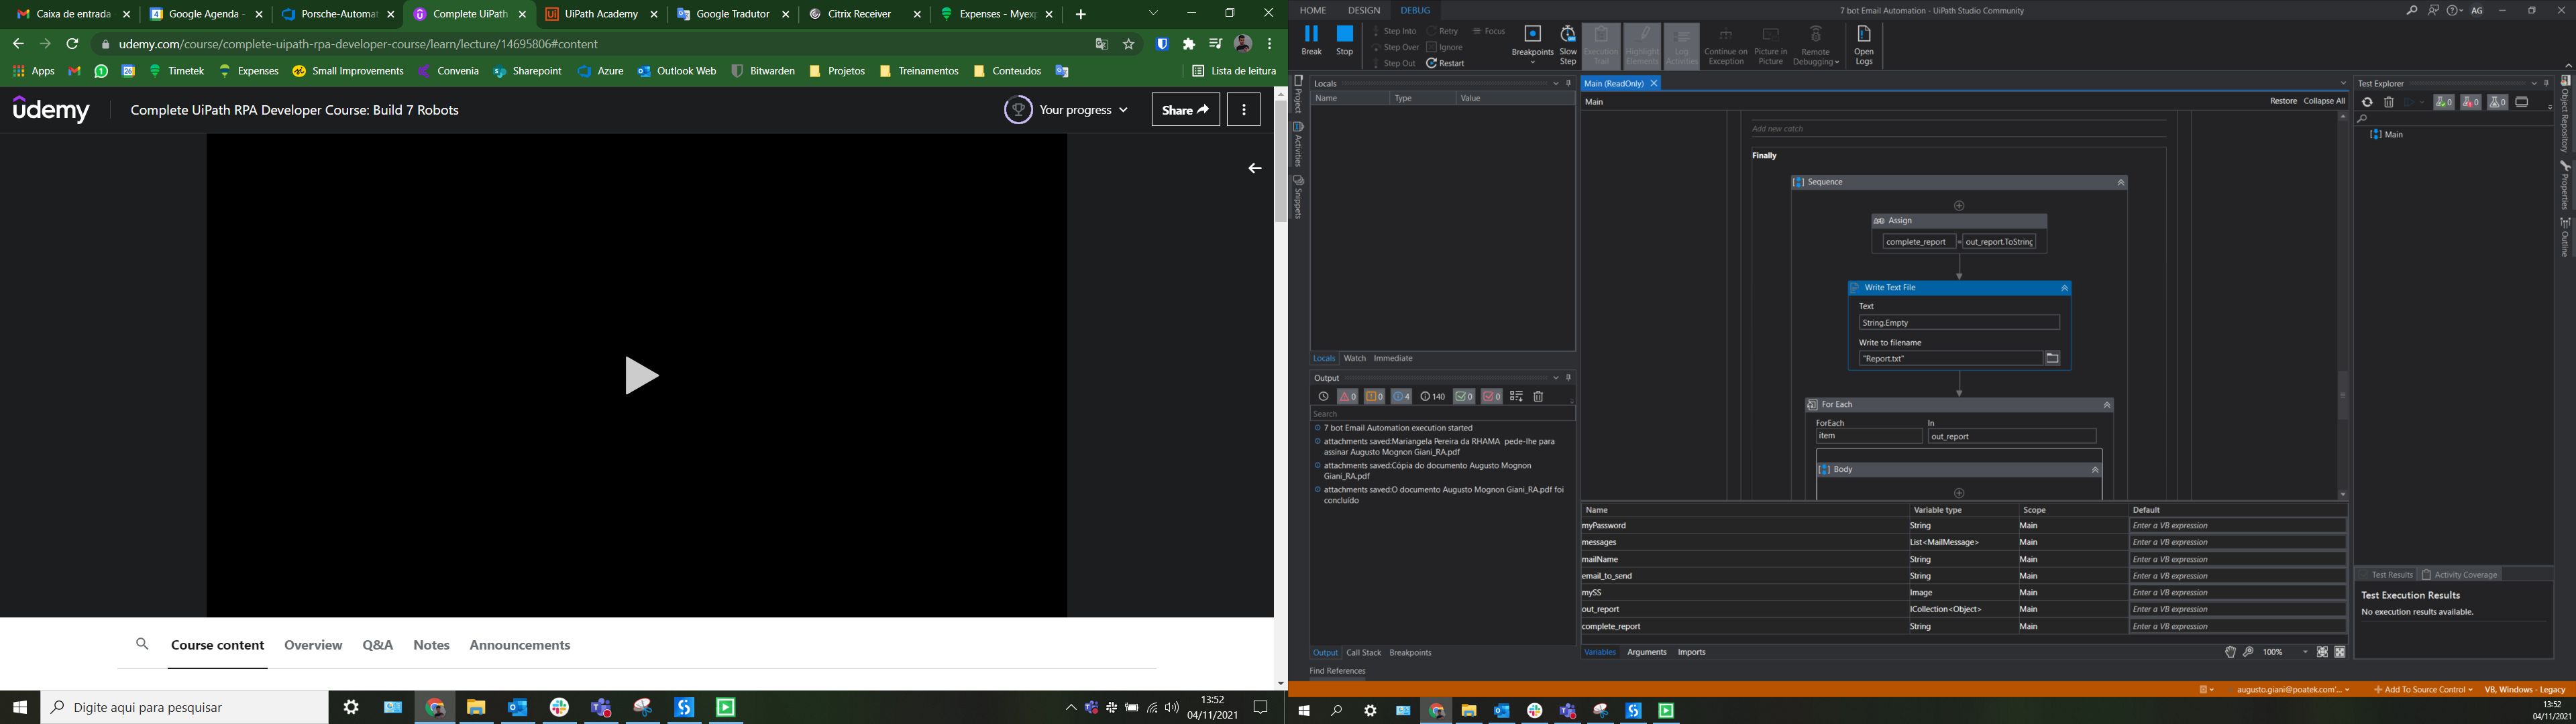 Caixa de entrada
Google Agenda -
Porsche-Automat
Complete UiPath
UiPath Academy
Google Tradutor
Citrix Receiver
Expenses - Myexp
udemy.com/course/complete-uipath-rpa-developer-course/learn/lecture/14695806#content
Apps
Timetek
Expenses
Small Improvements
Convenia
Sharepoint
Azure
Outlook Web
Bitwarden
Projetos
Treinamentos
Conteudos
Lista de leitura
udemy
Complete UiPath RPA Developer Course: Build 7 Robots
Your progress
Share
Course content
Overview
Q&A
Notes
Announcements
Digite aqui para pesquisar
13:52
04/11/2021
HOME
DESIGN
DEBUG
7 bot Email Automation - UiPath Studio Community
AG
Break
Stop
Step Into
Step Over
Step Out
Retry
Ignore
Restart
Focus
Breakpoints
Slow Step
Execution Trail
Highlight Elements
Log Activities
Continue on Exception
Picture in Picture
Remote Debugging
Open Logs
Project
Activities
Snippets
Locals
Name
Type
Value
Locals
Watch
Immediate
Output
0
0
4
140
0
0
Search
7 bot Email Automation execution started
attachments saved:Mariangela Pereira da RHAMA pede-lhe para
assinar Augusto Mognon Giani_RA.pdf
attachments saved:Cópia do documento Augusto Mognon
Giani_RA.pdf
attachments saved:O documento Augusto Mognon Giani_RA.pdf foi
concluído
Output
Call Stack
Breakpoints
Find References
Main (ReadOnly)
Main
Restore
Collapse All
Add new catch
Finally
Sequence
Assign
complete_report
=
out_report.ToString
Write Text File
Text
String.Empty
Write to filename
"Report.txt"
For Each
ForEach
In
item
out_report
Body
Name
Variable type
Scope
Default
myPassword
String
Main
Enter a VB expression
messages
List<MailMessage>
Main
Enter a VB expression
mailName
String
Main
Enter a VB expression
email_to_send
String
Main
Enter a VB expression
mySS
Image
Main
Enter a VB expression
out_report
ICollection<Object>
Main
Enter a VB expression
complete_report
String
Main
Enter a VB expression
Variables
Arguments
Imports
100%
Test Explorer
0
0
0
Main
Test Results
Activity Coverage
Test Execution Results
No execution results available.
Object Repository
Properties
Outline
augusto.giani@poatek.com'...
Add To Source Control
VB, Windows - Legacy
13:52
04/11/2021